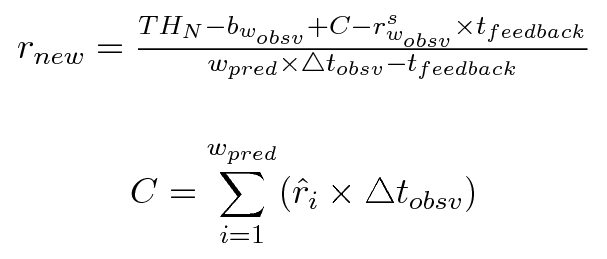 r_{new} = \frac{TH_N - b_{w_{obsv}} + C - r^s_{w_{obsv}} \times t_{feedback}}{w_{pred} \times \triangle t_{obsv} - t_{feedback}}
C = \sum_{i=1}^{w_{pred}} (\hat{r}_i \times \triangle t_{obsv})